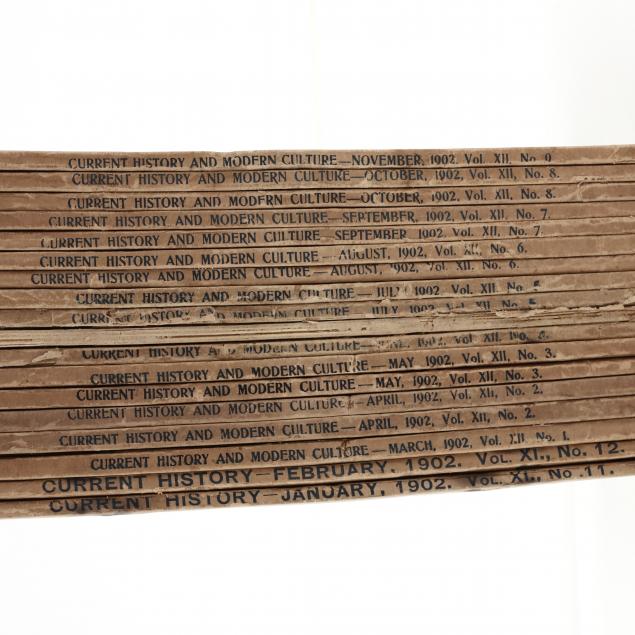 CURRENT HISTORY AND MODERN CULTURE—NOVEMBER, 1902. Vol. XII, No. 9
CURRENT HISTORY AND MODERN CULTURE—OCTOBER, 1902, Vol. XII, No. 8.
CURRENT HISTORY AND MODERN CULTURE—OCTOBER, 1902, Vol. XII, No. 8.
CURRENT HISTORY AND MODERN CULTURE—SEPTEMBER, 1902, Vol. XII, No. 7.
CURRENT HISTORY AND MODERN CULTURE—SEPTEMBER 1902, Vol. XII, No. 7.
CURRENT HISTORY AND MODERN CULTURE—AUGUST, 1902, Vol. XII, No. 6.
CURRENT HISTORY AND MODERN CULTURE—AUGUST, 1902, Vol. XII, No. 6.
CURRENT HISTORY AND MODERN CULTURE—JULY 1902, Vol. XII, No. 5
CURRENT HISTORY AND MODERN CULTURE—JULY, 1902 Vol. XII No. 5
CURRENT HISTORY AND MODERN CULTURE— 1902, Vol. XII
CURRENT HISTORY AND MODERN CULTURE—MAY 1902, Vol. XII, No. 3.
CURRENT HISTORY AND MODERN CULTURE—MAY, 1902, Vol. XII, No. 3.
CURRENT HISTORY AND MODERN CULTURE—APRIL, 1902, Vol. XII, No. 2.
CURRENT HISTORY AND MODERN CULTURE—APRIL, 1902, Vol. XII, No. 2.
CURRENT HISTORY AND MODERN CULTURE—MARCH, 1902, Vol. XII, No. 1.
CURRENT HISTORY—FEBRUARY, 1902. VOL. XI., NO. 12.
CURRENT HISTORY—JANUARY, 1902. VOL. XI., NO. 11.